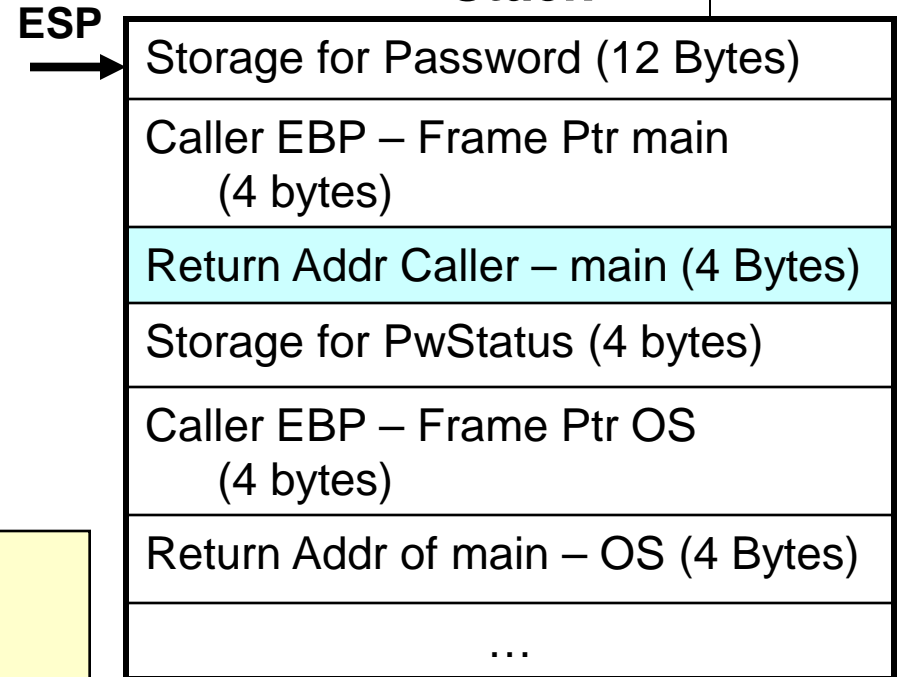 ESP
Storage for Password (12 Bytes)
Caller EBP – Frame Ptr main
(4 bytes)
Return Addr Caller – main (4 Bytes)
Storage for PwStatus (4 bytes)
Caller EBP – Frame Ptr OS
(4 bytes)
Return Addr of main – OS (4 Bytes)
…